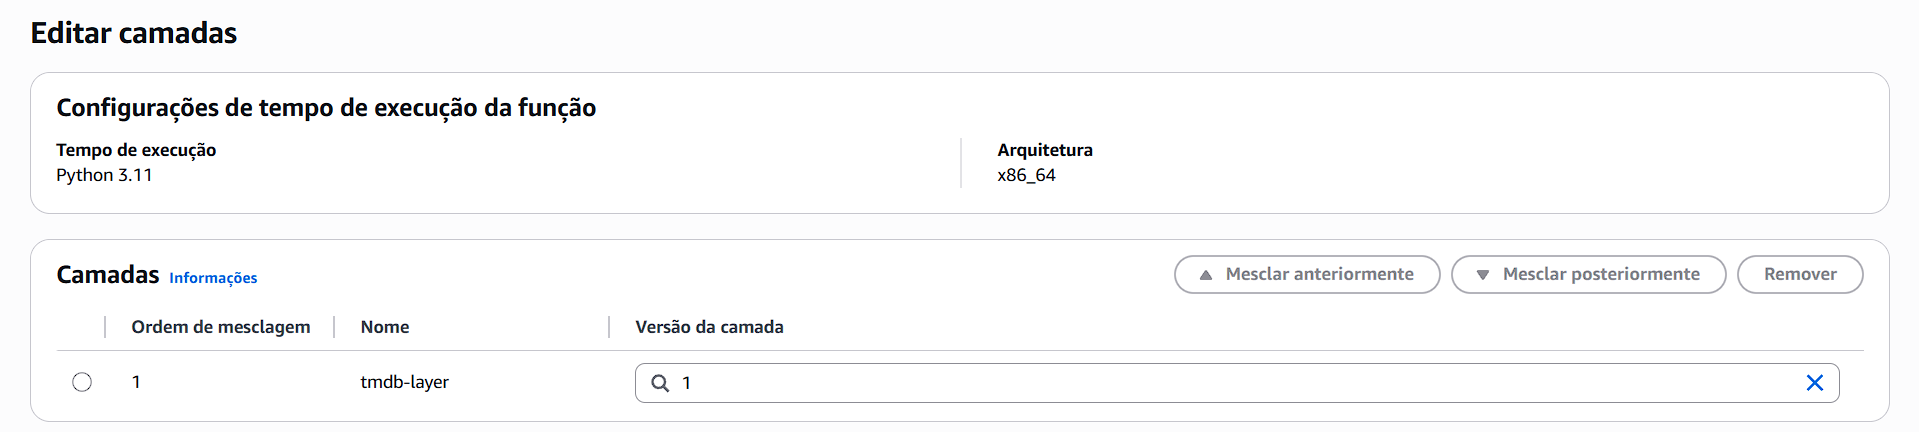 Editar camadas
Configurações de tempo de execução da função
Tempo de execução
Python 3.11
Arquitetura
x86_64
Camadas Informações
Mesclar anteriormente Mesclar posteriormente Remover
Ordem de mesclagem Nome Versão da camada
1 tmdb-layer 1